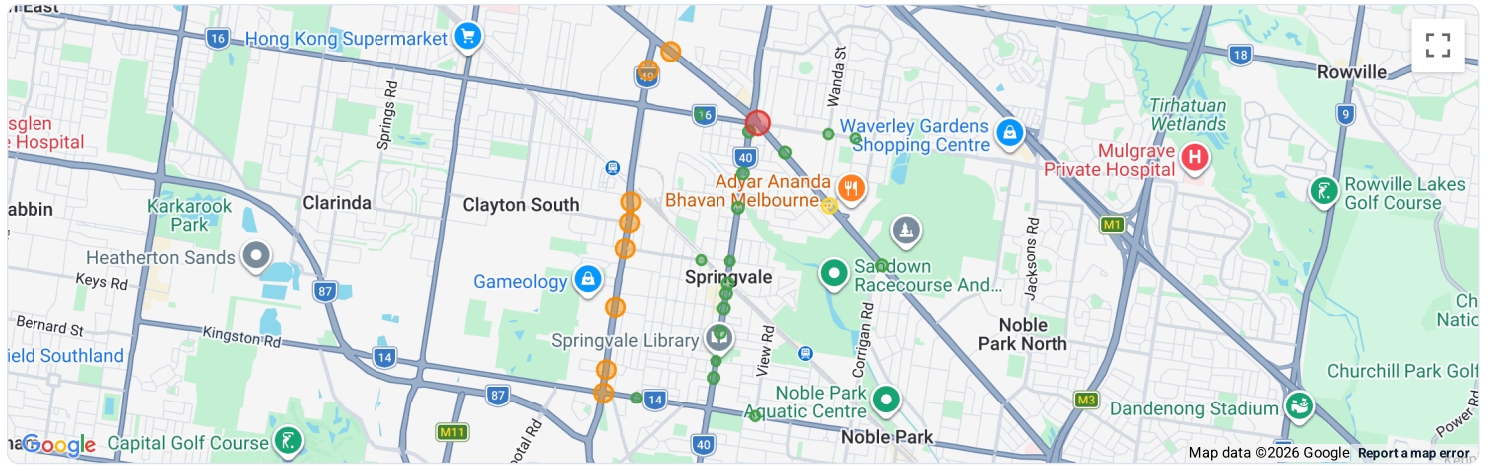 16
Hong Kong Supermarket
49
Wanda St
18
Rowville
Springs Rd
16
Tirhatuan
Wetlands
9
sglen
e Hospital
40
Waverley Gardens
Shopping Centre
Mulgrave
Private Hospital
H
Adyar Ananda
Bhavan Melbourne
Rowville Lakes
Golf Course
abbin
Karkarook
Park
Clarinda
Clayton South
M1
Heatherton Sands
Keys Rd
Gameology
Springvale
Sandown
Racecourse And...
Jacksons Rd
87
Ch
Natic
Bernard St
Kingston Rd
Springvale Library
View Rd
Corrigan Rd
Noble
Park North
ield Southland
14
87
14
Noble Park
Aquatic Centre
M3
Churchill Park Golf
Dandenong Stadium
Power Rd
Google
Capital Golf Course
M11
ootal Rd
40
Noble Park
Map data ©2026 Google
Report a map error